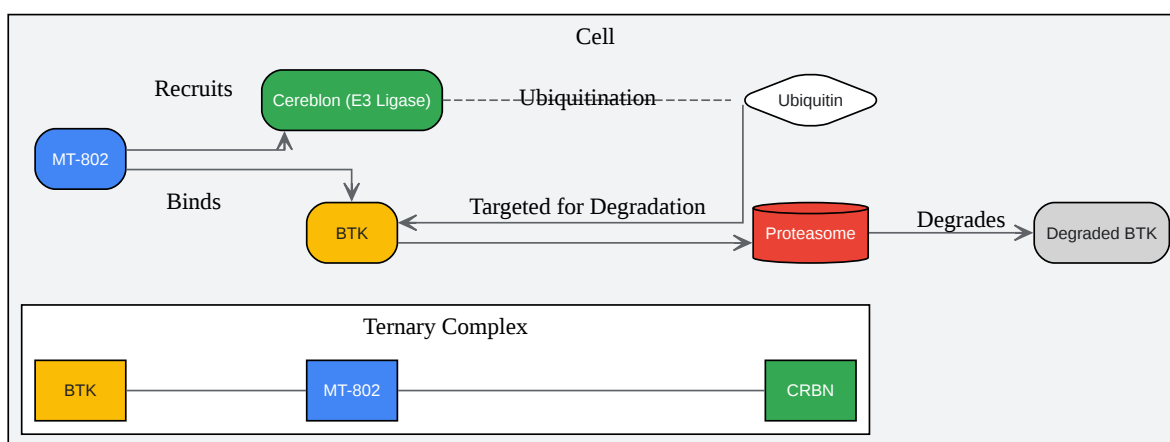 Cell
Recruits
Cereblon (E3 Ligase)
Ubiquitination
Ubiquitin
MT-802
Binds
BTK
Targeted for Degradation
Proteasome
Degrades
Degraded BTK
Ternary Complex
BTK
MT-802
CRBN